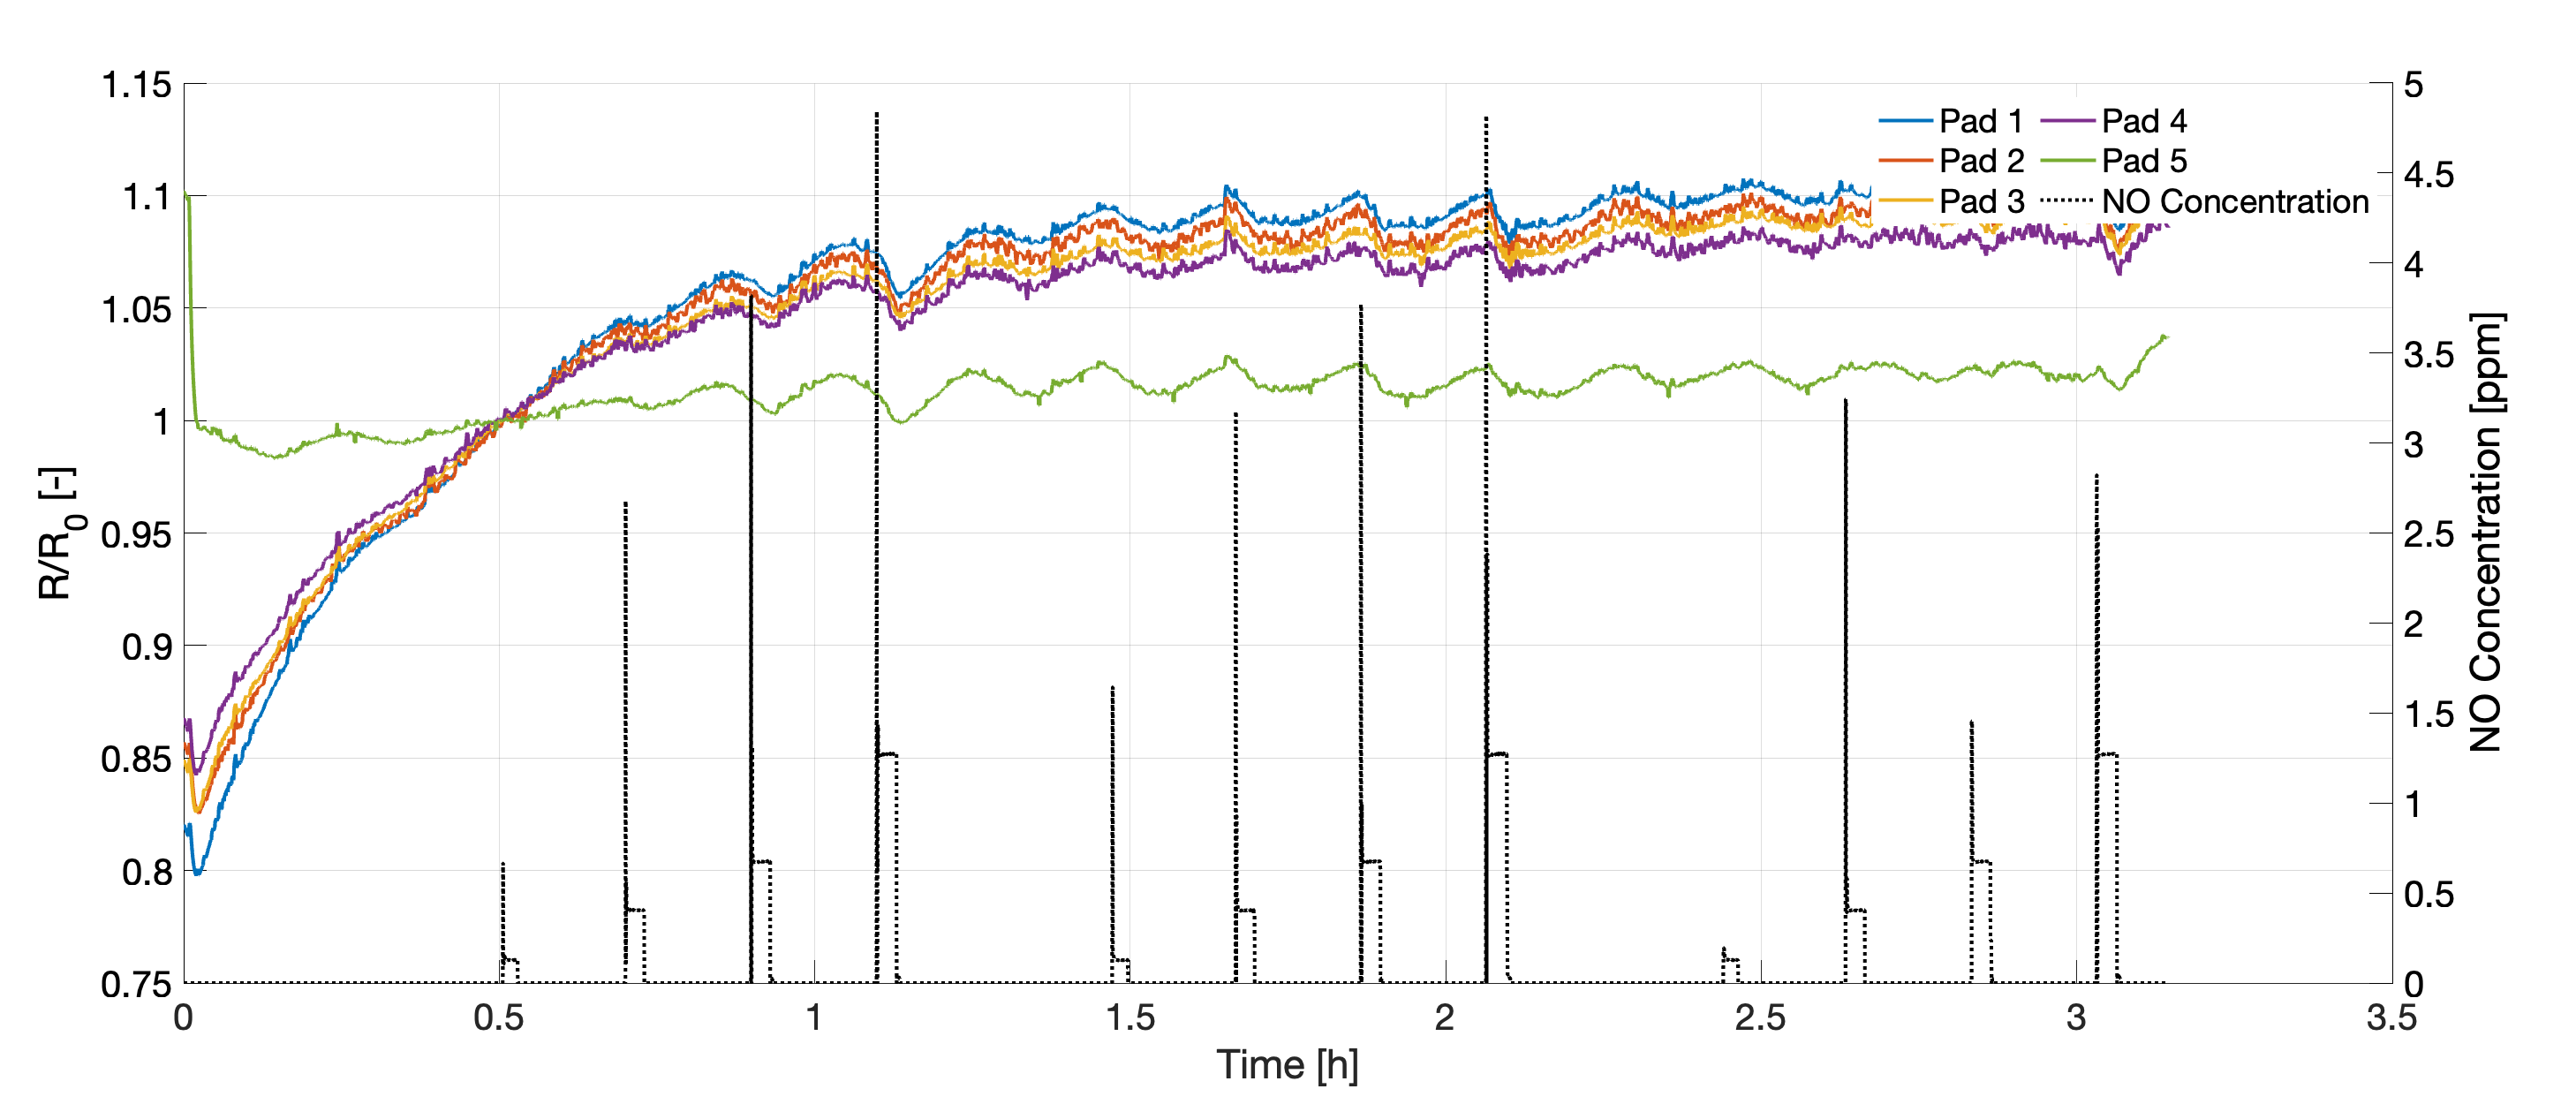 1.15
1.1
1.05
1
0.95
0.9
0.85
0.8
0.75
R/R0 [-]
5
4.5
4
3.5
3
2.5
2
1.5
1
0.5
0
NO Concentration [ppm]
Pad 1 Pad 4
Pad 2 Pad 5
Pad 3 NO Concentration
0 0.5 1 1.5 2 2.5 3 3.5
Time [h]